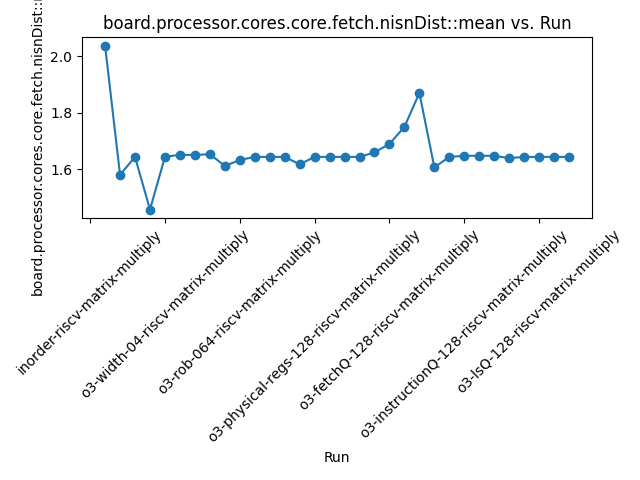 board.processor.cores.core.fetch.nisnDist::mean vs. Run
board.processor.cores.core.fetch.nisnDist::
2.0
1.8
1.6
inorder-riscv-matrix-multiply
o3-width-04-riscv-matrix-multiply
o3-rob-064-riscv-matrix-multiply
o3-physical-regs-128-riscv-matrix-multiply
o3-fetchQ-128-riscv-matrix-multiply
o3-instructionQ-128-riscv-matrix-multiply
o3-lsQ-128-riscv-matrix-multiply
Run